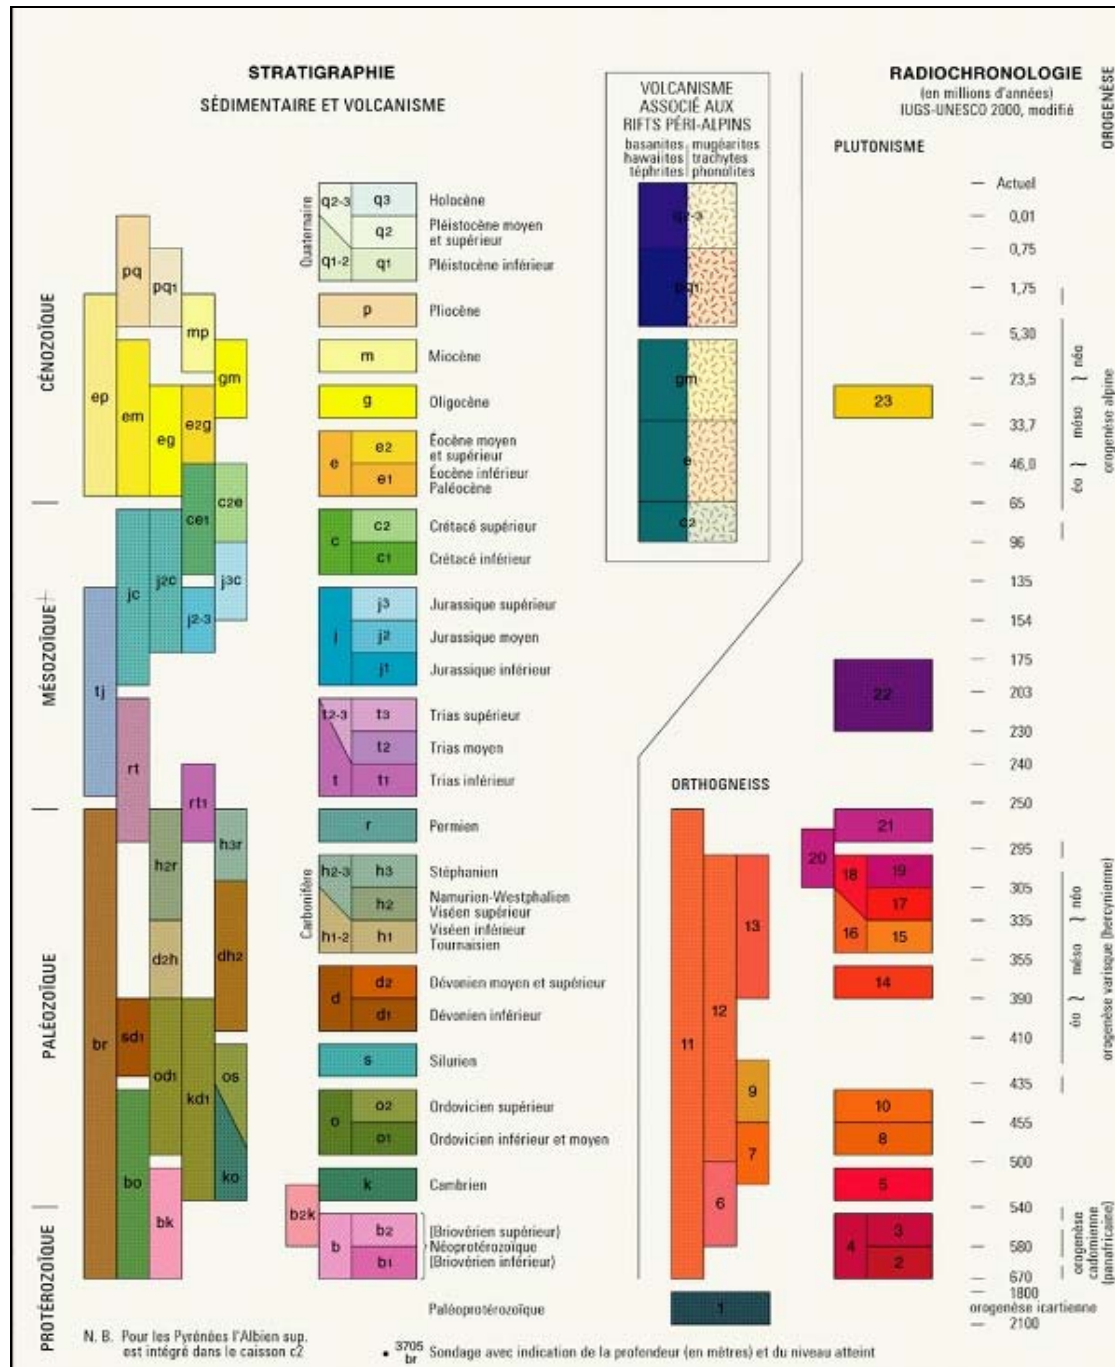 STRATIGRAPHIE
SÉDIMENTAIRE ET VOLCANISME
VOLCANISME
ASSOCIÉ AUX
RIFTS PÉRI-ALPINS
basanites mugéarites
hawaiites trachytes
téphrites phonolites
RADIOCHRONOLOGIE
(en millions d'années)
IUGS-UNESCO 2000, modifié
PLUTONISME
OROGENÈSE
CÉNOZOÏQUE
MÉSOZOÏQUE
PALÉOZOÏQUE
PROTÉROZOÏQUE
ep
pq
pq1
em
eg
mp
e2g
gm
ce1
c2e
jc
j2c
j2-3
j3c
tj
rt
rt1
br
h2r
h3r
d2h
dh2
sd1
od1
kd1
os
ko
bo
bk
b2k
Quaternaire
q2-3
q3
Holocène
q2
Pléistocène moyen
et supérieur
q1-2
q1
Pléistocène inférieur
p
Pliocène
m
Miocène
g
Oligocène
e
e2
Éocène moyen
et supérieur
e1
Éocène inférieur
Paléocène
c
c2
Crétacé supérieur
c1
Crétacé inférieur
j
j3
Jurassique supérieur
j2
Jurassique moyen
j1
Jurassique inférieur
t2-3
t3
Trias supérieur
t2
Trias moyen
t
t1
Trias inférieur
r
Permien
Carbonifère
h2-3
h3
Stéphanien
h2
Namurien-Westphalien
Viséen supérieur
h1-2
h1
Viséen inférieur
Tournaisien
d
d2
Dévonien moyen et supérieur
d1
Dévonien inférieur
s
Silurien
o
o2
Ordovicien supérieur
o1
Ordovicien inférieur et moyen
k
Cambrien
b
b2
(Briovérien supérieur)
Néoprotérozoïque
b1
(Briovérien inférieur)
Paléoprotérozoïque
q2-3
pq1
gm
e
c2
ORTHOGNEISS
11
12
13
9
7
6
1
23
22
21
20
18
19
17
16
15
14
10
8
5
4
3
2
Actuel
0,01
0,75
1,75
5,30
23,5
33,7
46,0
65
96
135
154
175
203
230
240
250
295
305
335
355
390
410
435
455
500
540
580
670
1800
orogenèse icartienne
2100
éo } méso } néo
orogenèse alpine
éo } méso } néo
orogenèse varisque (hercynienne)
orogenèse
cadomienne
(panafricaine)
N. B. Pour les Pyrénées l'Albien sup.
est intégré dans le caisson c2
• 3705
br
Sondage avec indication de la profondeur (en mètres) et du niveau atteint